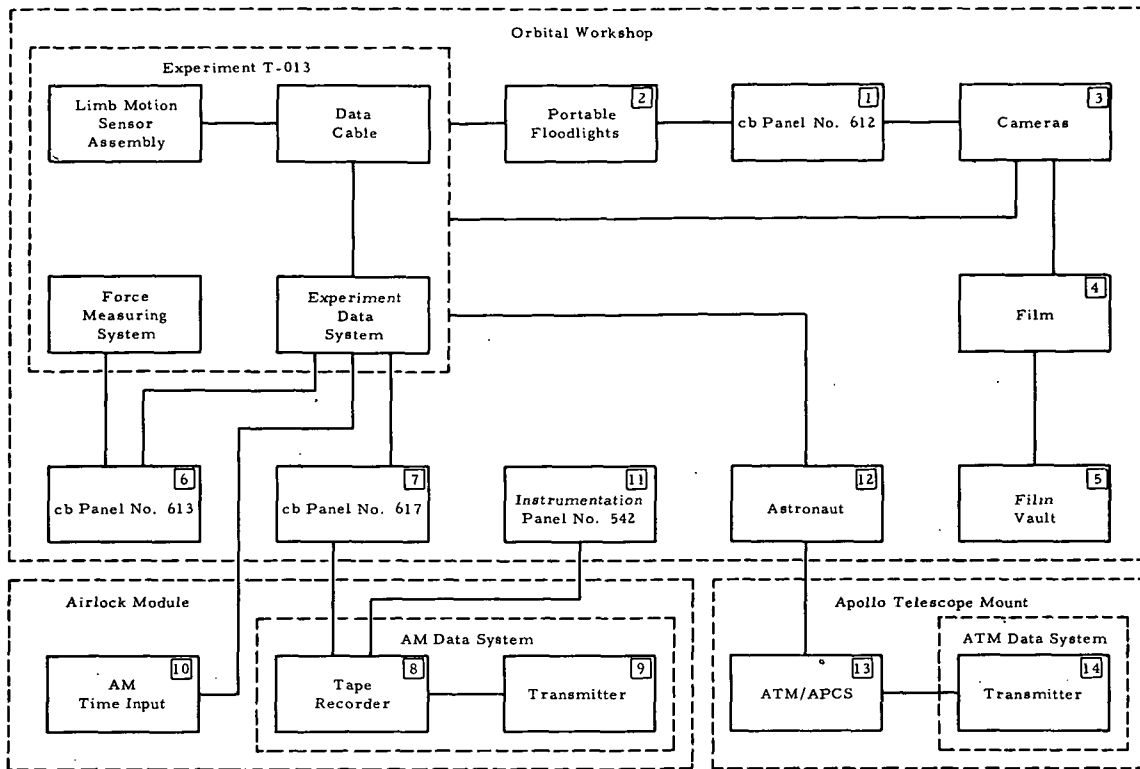 Orbital Workshop
Experiment T-013
Limb Motion
Sensor
Assembly
Data
Cable
2
Portable
Floodlights
1
cb Panel No. 612
3
Cameras
Force
Measuring
System
Experiment
Data
System
4
Film
6
cb Panel No. 613
7
cb Panel No. 617
11
Instrumentation
Panel No. 542
12
Astronaut
5
Film
Vault
Airlock Module
AM Data System
10
AM
Time Input
8
Tape
Recorder
9
Transmitter
Apollo Telescope Mount
ATM Data System
13
ATM/APCS
14
Transmitter